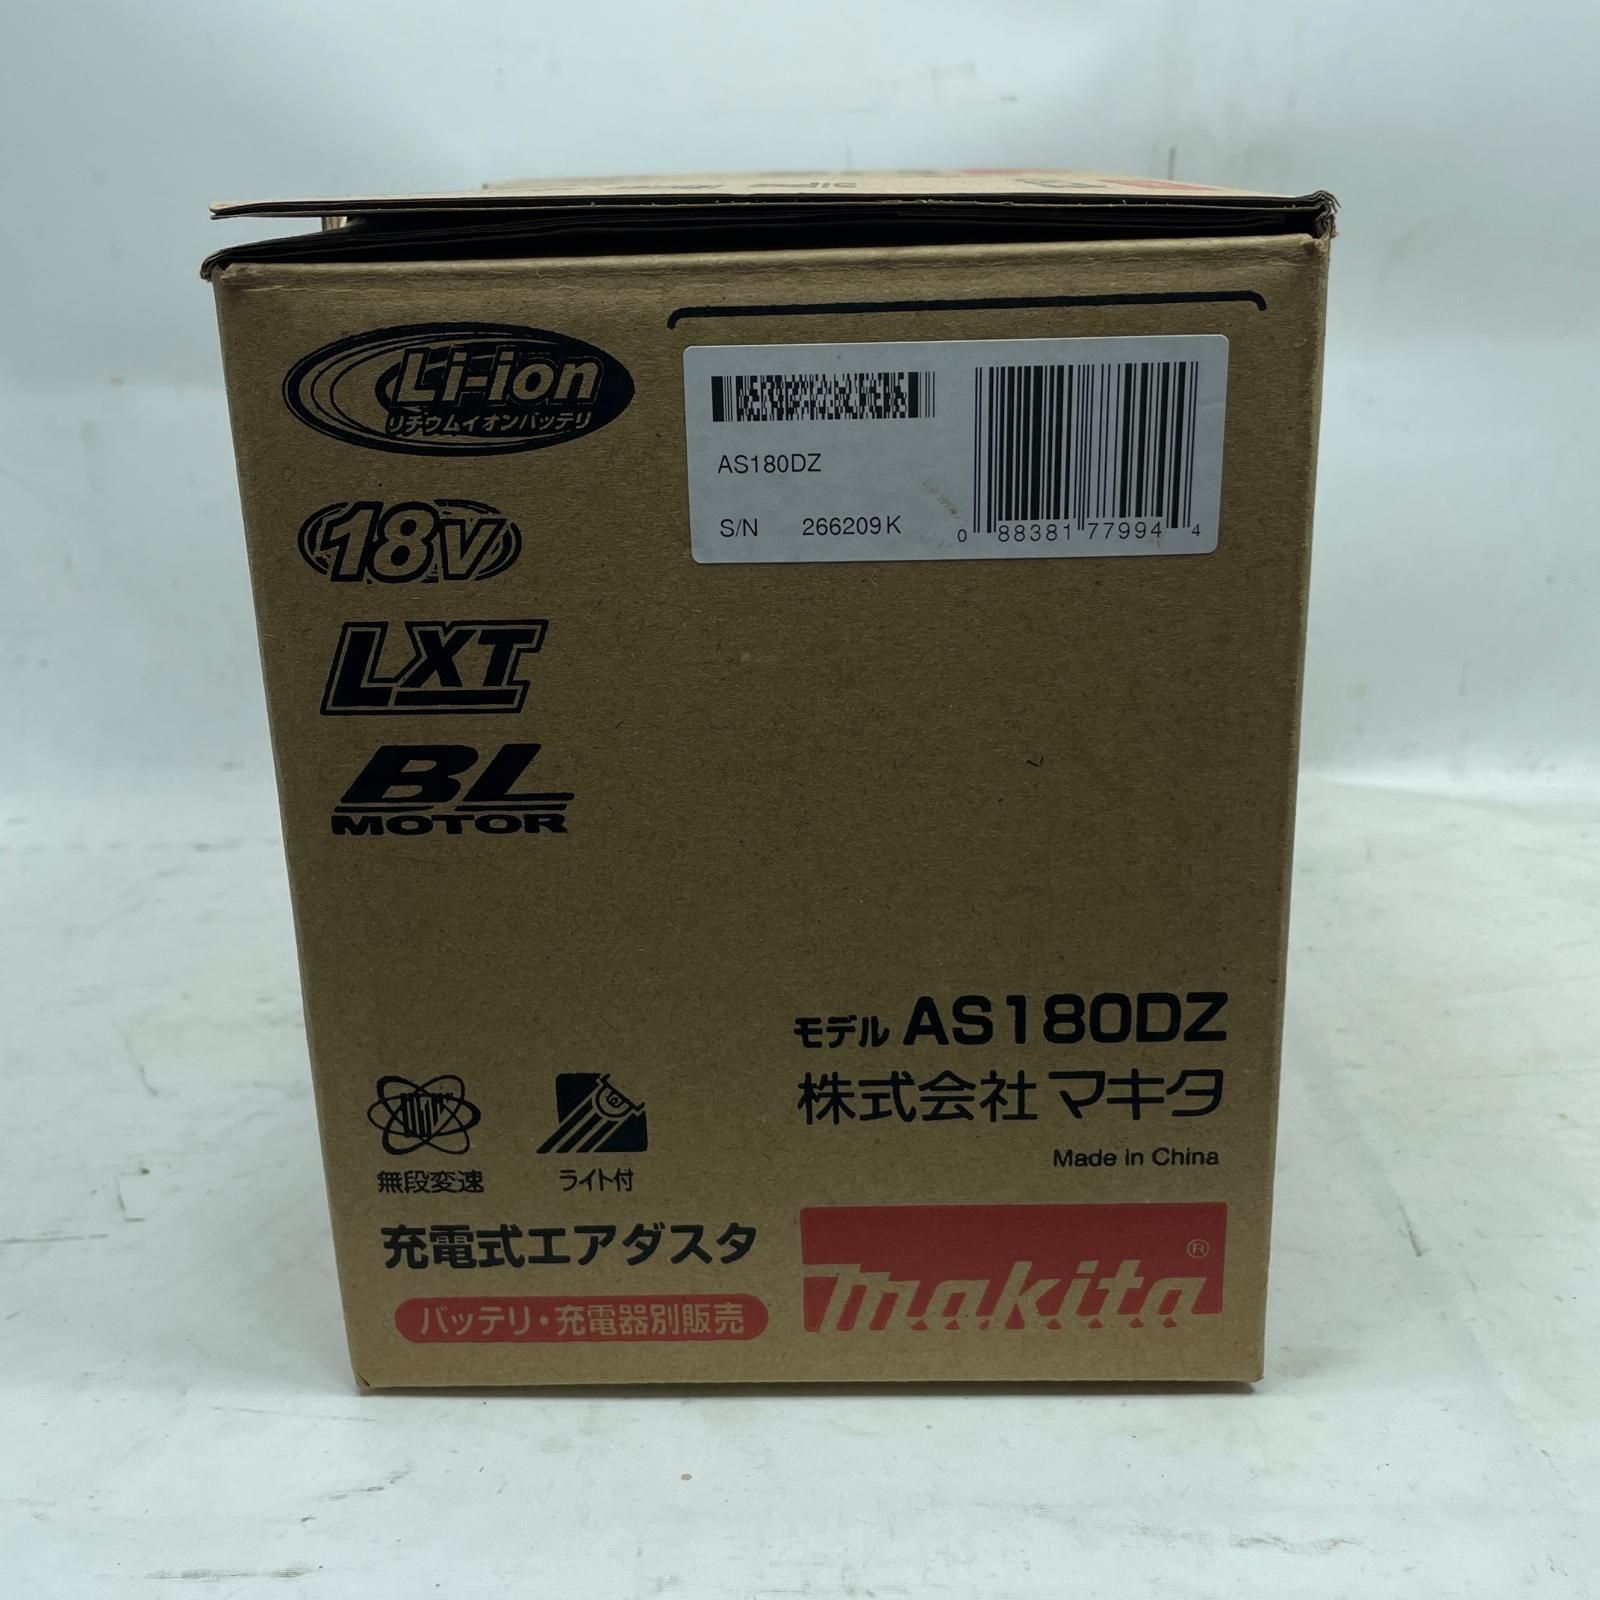 Li-ion
リチウムイオンバッテリ
18V
LXT
BL
MOTOR
AS180DZ
S/N 266209K
0 88381 77994 4
モデル AS180DZ
株式会社マキタ
Made in China
無段変速
ライト付
充電式エアダスタ
バッテリ・充電器別販売
makita®